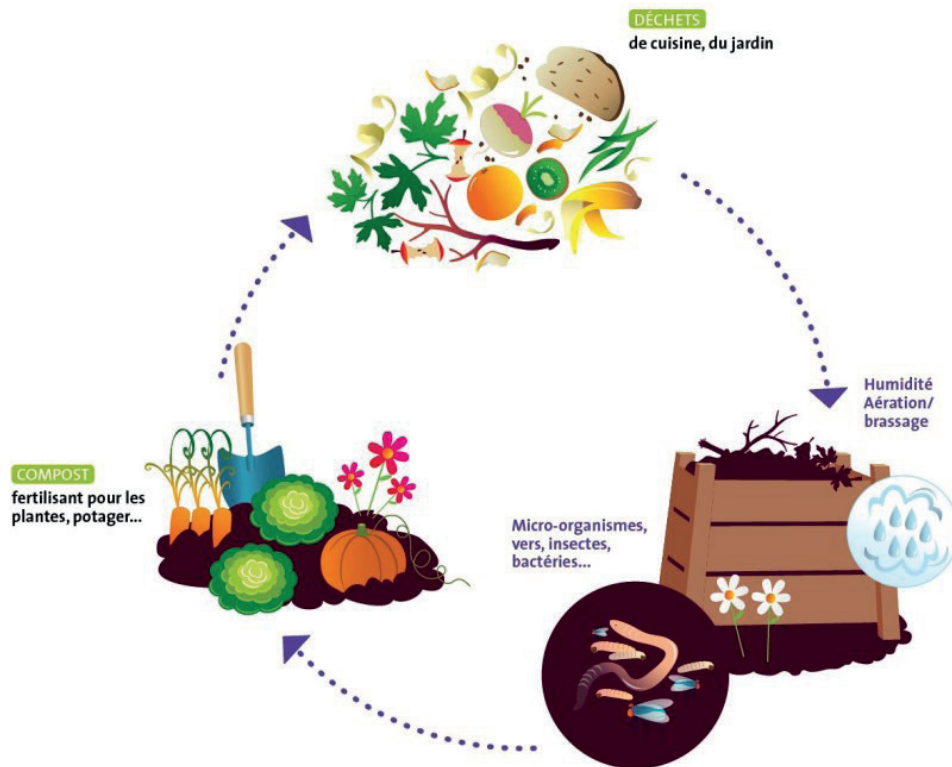 DÉCHETS
de cuisine, du jardin
Humidité
Aération/
brassage
Micro-organismes,
vers, insectes,
bactéries...
COMPOST
fertilisant pour les
plantes, potager...